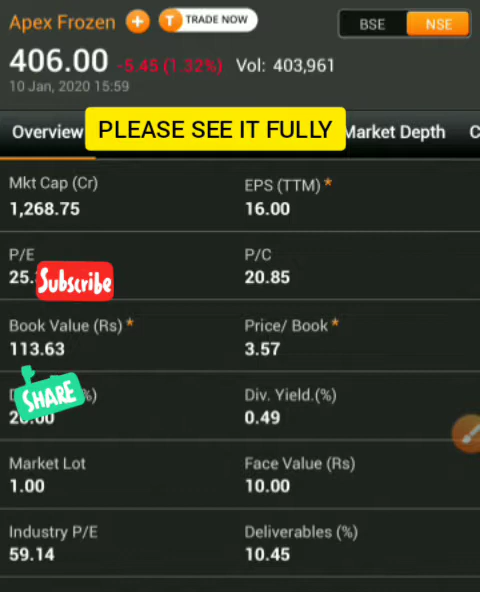 Apex Frozen + T TRADE NOW BSE NSE
406.00 -5.45 (1.32%) Vol: 403,961
10 Jan, 2020 15:59
Overview PLEASE SEE IT FULLY Market Depth C
Mkt Cap (Cr) EPS (TTM) *
1,268.75 16.00
P/E P/C
25. Subscribe 20.85
Book Value (Rs) * Price/ Book *
113.63 3.57
SHARE %) Div. Yield.(%)
20.00 0.49
Market Lot Face Value (Rs)
1.00 10.00
Industry P/E Deliverables (%)
59.14 10.45